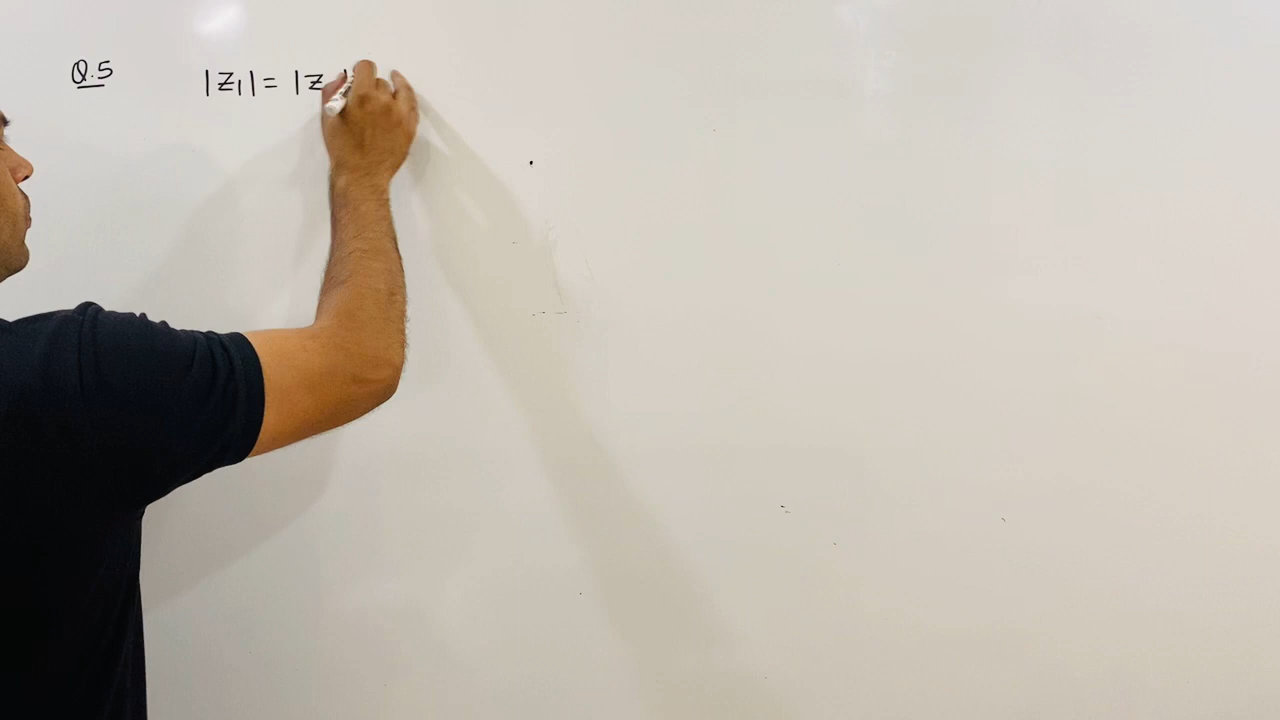 Q.5 |z₁| = |z